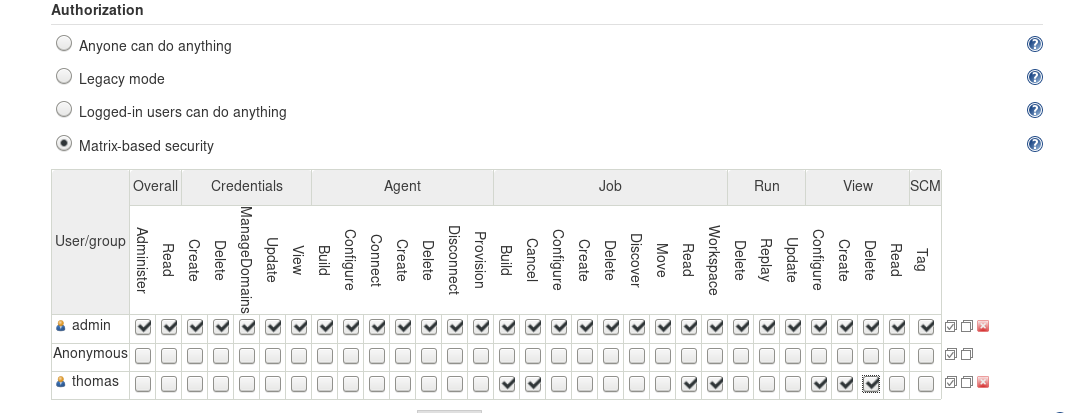 Authorization
Anyone can do anything
Legacy mode
Logged-in users can do anything
Matrix-based security
User/group Overall Credentials Agent Job Run View SCM
Administer Read Create Delete ManageDomains Update View Build Configure Connect Create Delete Disconnect Provision Build Cancel Configure Create Delete Discover Move Read Workspace Delete Replay Update Configure Create Delete Read Tag
admin
Anonymous
thomas